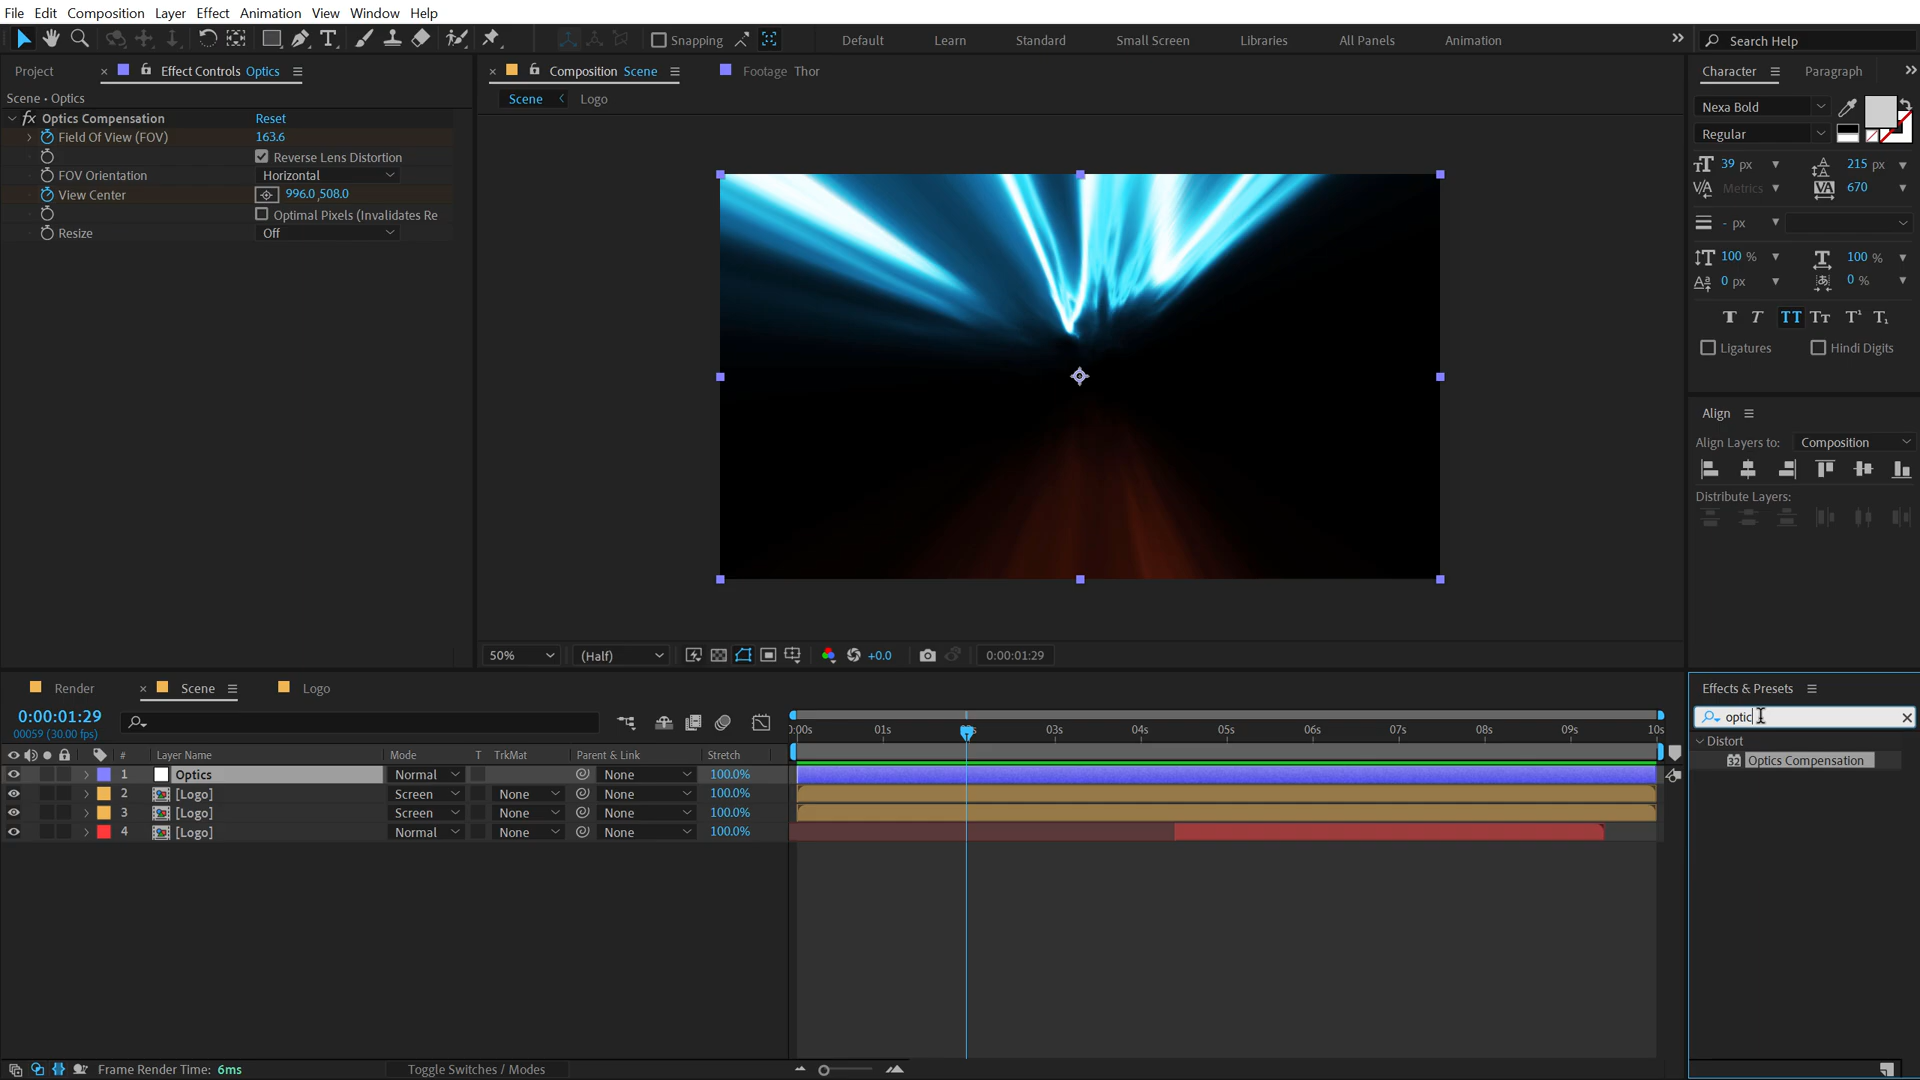 File Edit Composition Layer Effect Animation View Window Help
Snapping Default Learn Standard Small Screen Libraries All Panels Animation Search Help
Project Effect Controls Optics Composition Scene Footage Thor Character Paragraph
Scene • Optics
Scene Logo
fx Optics Compensation Reset
Field Of View (FOV) 163.6
Reverse Lens Distortion
FOV Orientation Horizontal
View Center 996.0,508.0
Optimal Pixels (Invalidates Re
Resize Off
Nexa Bold
Regular
39 px 215 px
Metrics 670
- px
100 % 100 %
0 px 0 %
Ligatures Hindi Digits
Align
Align Layers to: Composition
Distribute Layers:
50% (Half) +0.0 0:00:01:29
Render Scene Logo
0:00:01:29
00059 (30.00 fps)
# Layer Name Mode T TrkMat Parent & Link Stretch
1 Optics Normal None 100.0%
2 [Logo] Screen None None 100.0%
3 [Logo] Screen None None 100.0%
4 [Logo] Normal None None 100.0%
01s 03s 04s 05s 06s 07s 08s 09s 10s
Effects & Presets
optic
Distort
Optics Compensation
Frame Render Time: 6ms Toggle Switches / Modes